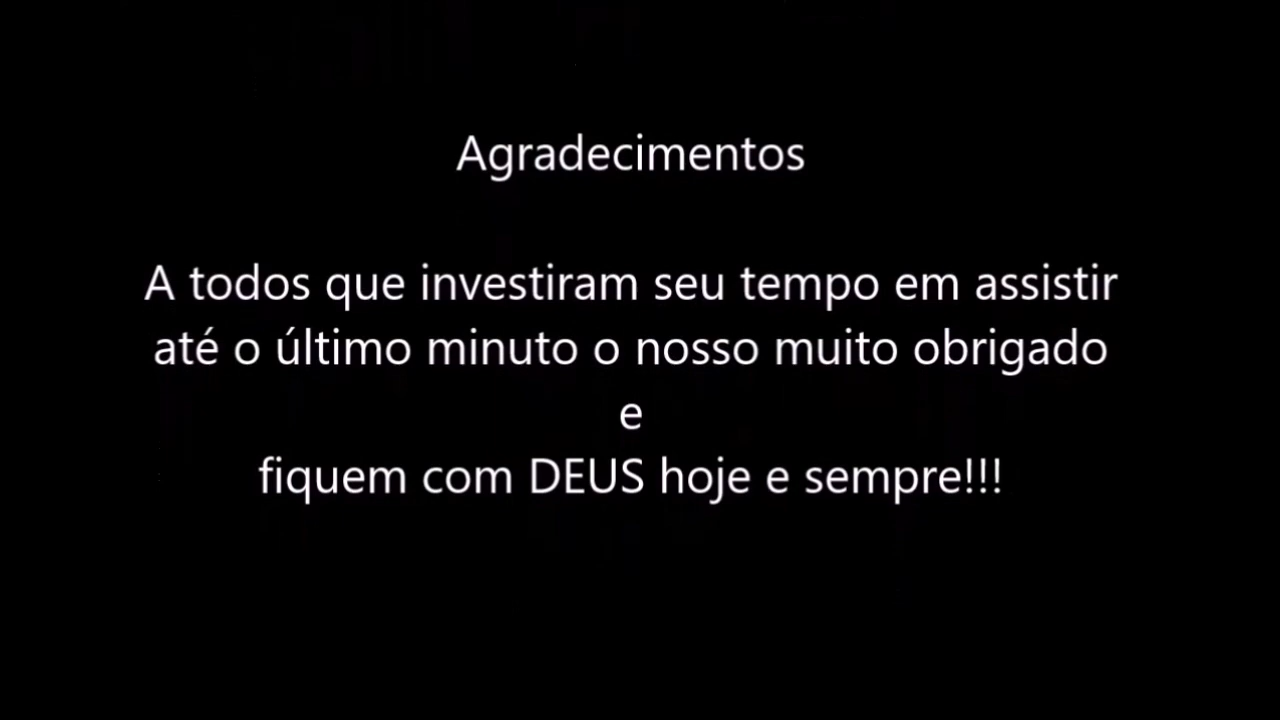 Agradecimentos
A todos que investiram seu tempo em assistir
até o último minuto o nosso muito obrigado
e
fiquem com DEUS hoje e sempre!!!